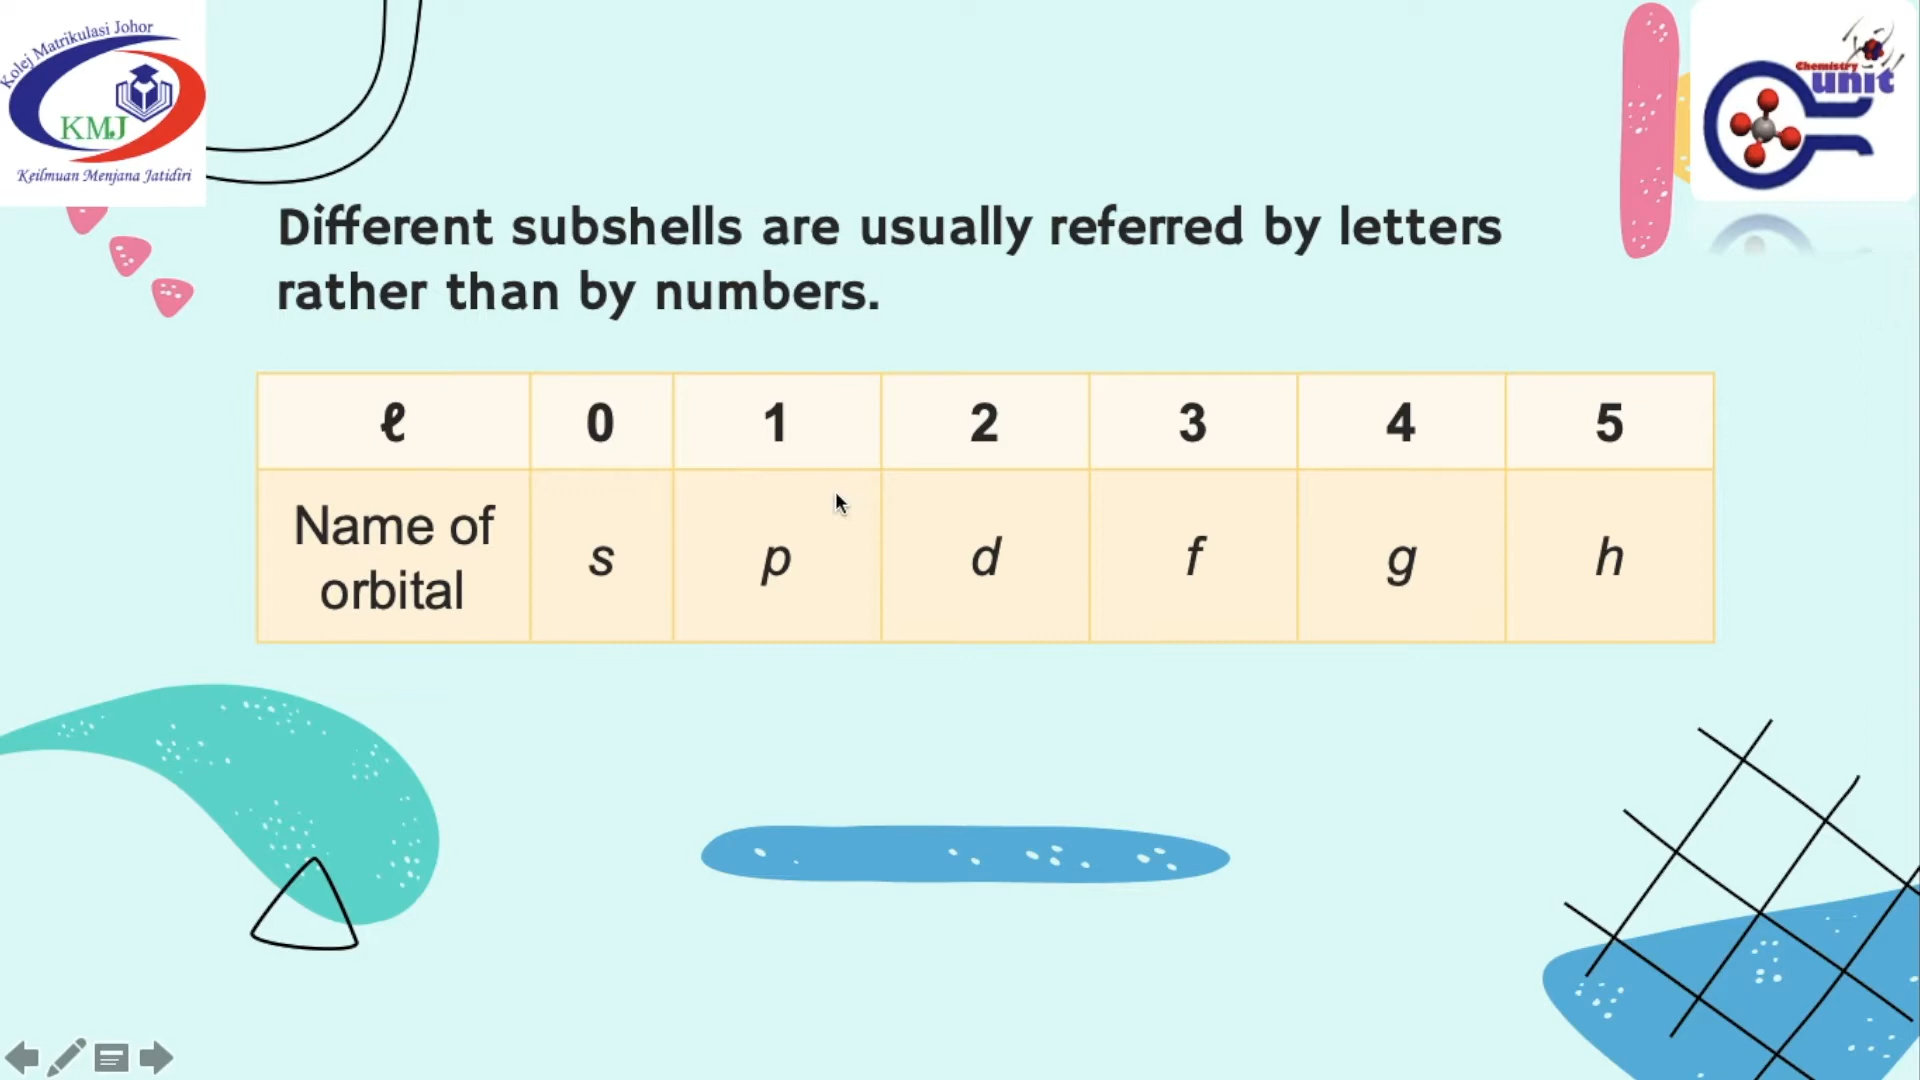 Kolej Matrikulasi Johor
KMJ
Keilmuan Menjana Jatidiri
Chemistry
unit
Different subshells are usually referred by letters
rather than by numbers.
ℓ 0 1 2 3 4 5
Name of
orbital s p d f g h